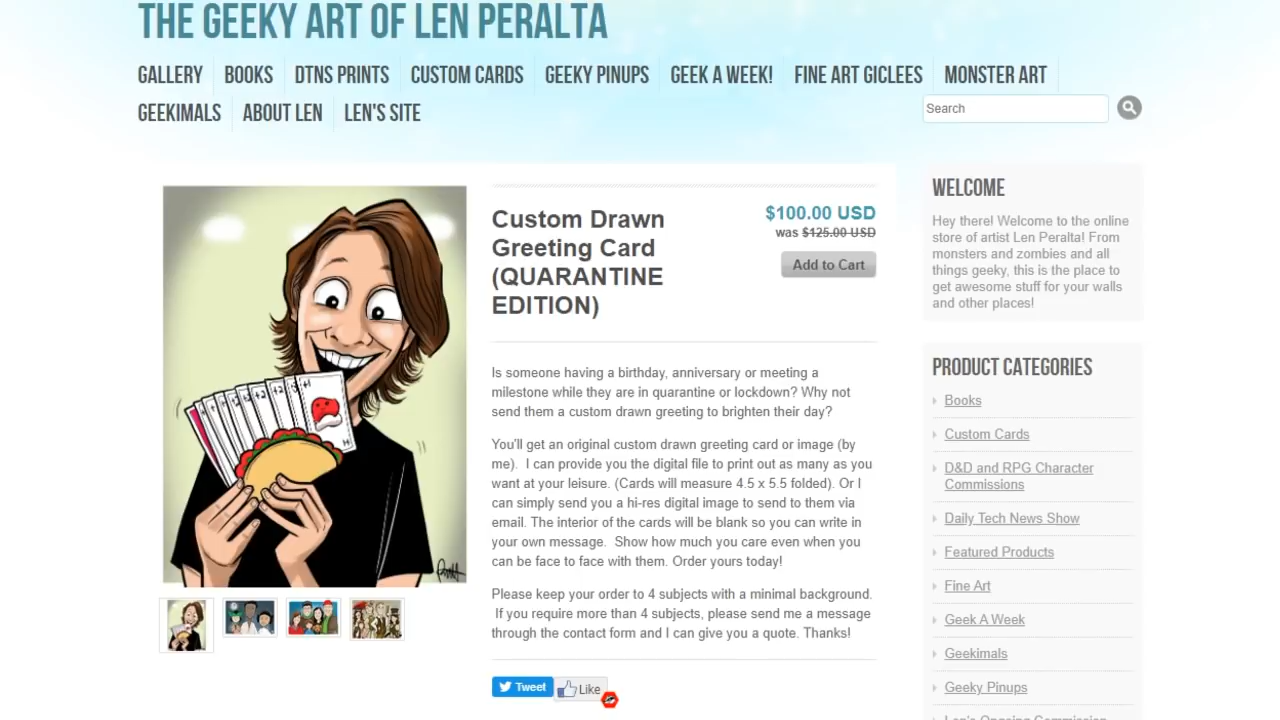 THE GEEKY ART OF LEN PERALTA
GALLERY BOOKS DTNS PRINTS CUSTOM CARDS GEEKY PINUPS GEEK A WEEK! FINE ART GICLEES MONSTER ART
GEEKIMALS ABOUT LEN LEN'S SITE
Search
Custom Drawn
Greeting Card
(QUARANTINE
EDITION)
$100.00 USD
was $125.00 USD
Add to Cart
Is someone having a birthday, anniversary or meeting a
milestone while they are in quarantine or lockdown? Why not
send them a custom drawn greeting to brighten their day?
You'll get an original custom drawn greeting card or image (by
me).  I can provide you the digital file to print out as many as you
want at your leisure. (Cards will measure 4.5 x 5.5 folded). Or I
can simply send you a hi-res digital image to send to them via
email. The interior of the cards will be blank so you can write in
your own message.  Show how much you care even when you
can be face to face with them. Order yours today!
Please keep your order to 4 subjects with a minimal background.
If you require more than 4 subjects, please send me a message
through the contact form and I can give you a quote. Thanks!
Tweet Like
WELCOME
Hey there! Welcome to the online
store of artist Len Peralta! From
monsters and zombies and all
things geeky, this is the place to
get awesome stuff for your walls
and other places!
PRODUCT CATEGORIES
Books
Custom Cards
D&D and RPG Character
Commissions
Daily Tech News Show
Featured Products
Fine Art
Geek A Week
Geekimals
Geeky Pinups